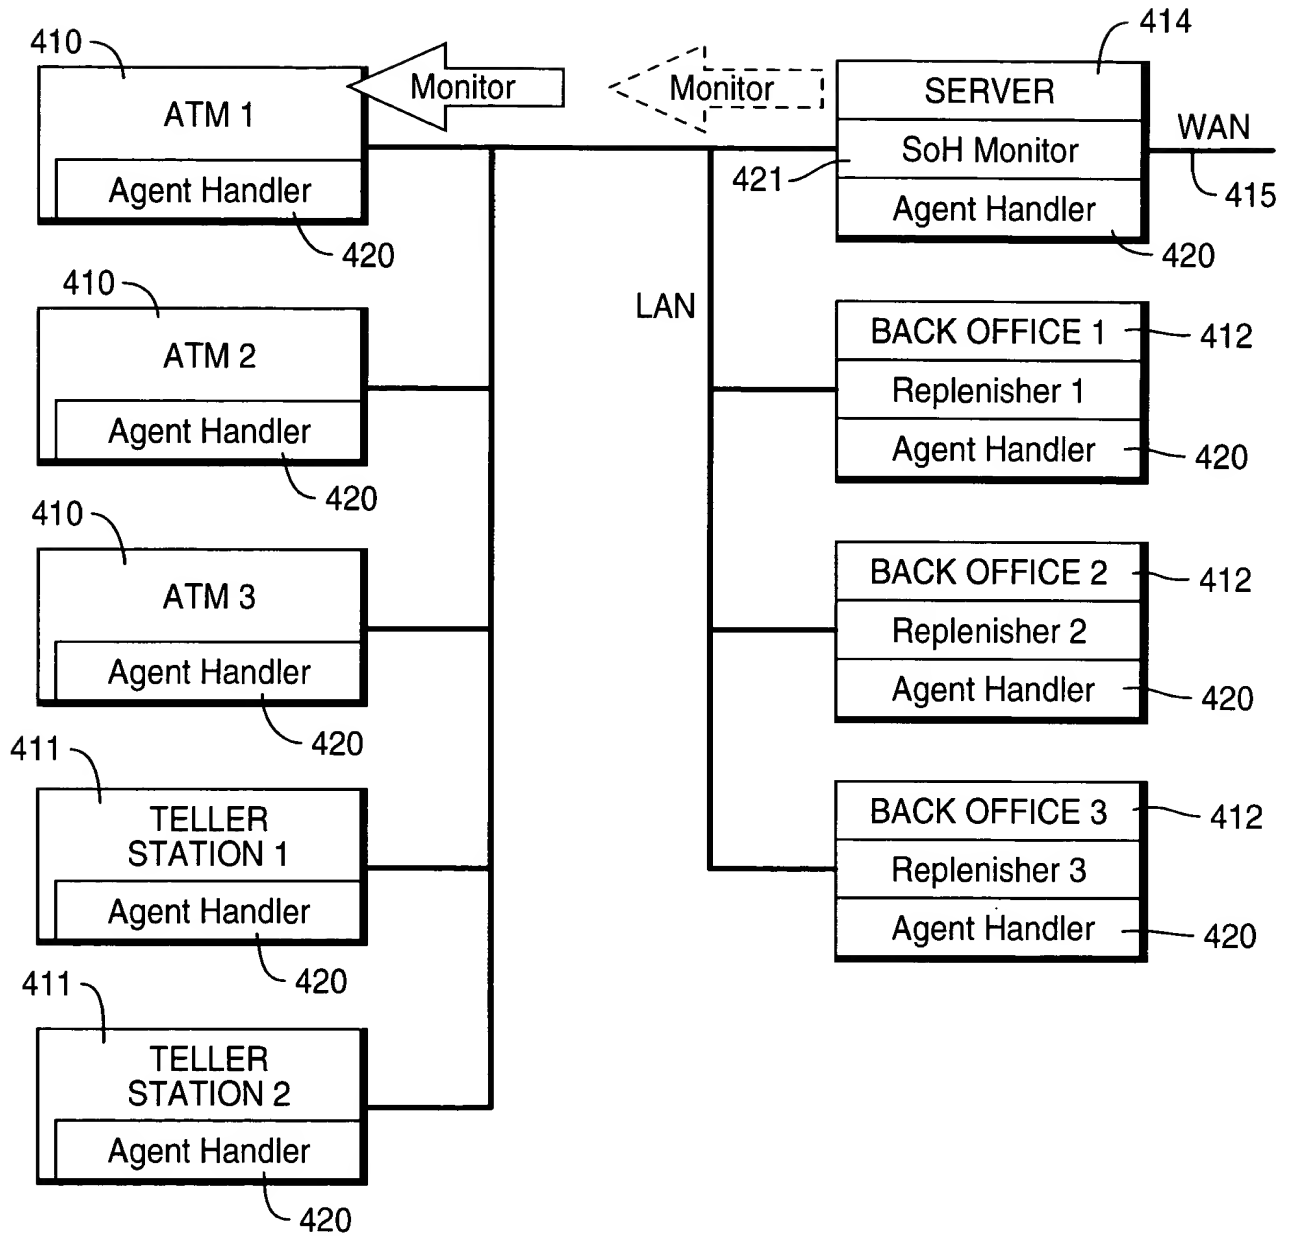 414
410
Monitor
Monitor
SERVER
ATM 1
WAN
SoH Monitor
421
Agent Handler
415
Agent Handler
420
420
410
LAN
BACK OFFICE 1
412
ATM 2
Replenisher 1
Agent Handler
Agent Handler
420
420
410
BACK OFFICE 2
412
ATM 3
Replenisher 2
Agent Handler
Agent Handler
420
420
411
BACK OFFICE 3
412
TELLER
STATION 1
Replenisher 3
Agent Handler
Agent Handler
420
420
411
TELLER
STATION 2
Agent Handler
420